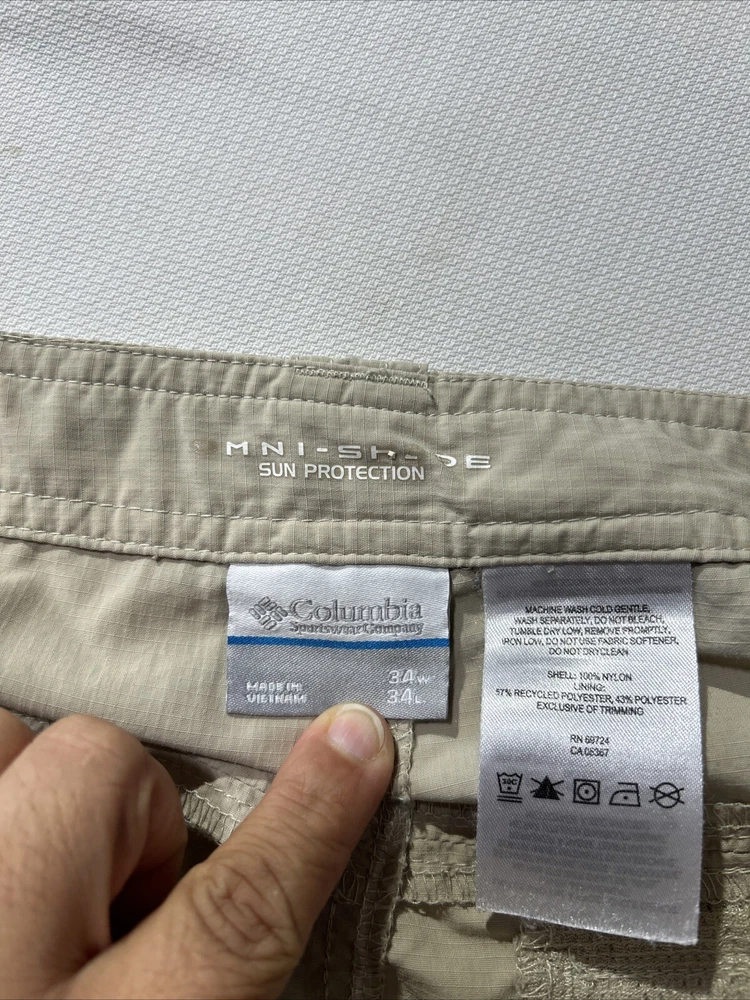 MNI-SH DE
SUN PROTECTION
Columbia
Sportswear Company
34W
MADE IN
VIETNAM
34L
MACHINE WASH COLD GENTLE,
WASH SEPARATELY, DO NOT BLEACH,
TUMBLE DRY LOW, REMOVE PROMPTLY,
IRON LOW, DO NOT USE FABRIC SOFTENER,
DO NOT DRYCLEAN
SHELL: 100% NYLON
LINING:
57% RECYCLED POLYESTER, 43% POLYESTER
EXCLUSIVE OF TRIMMING
RN 69724
CA 05367
30C